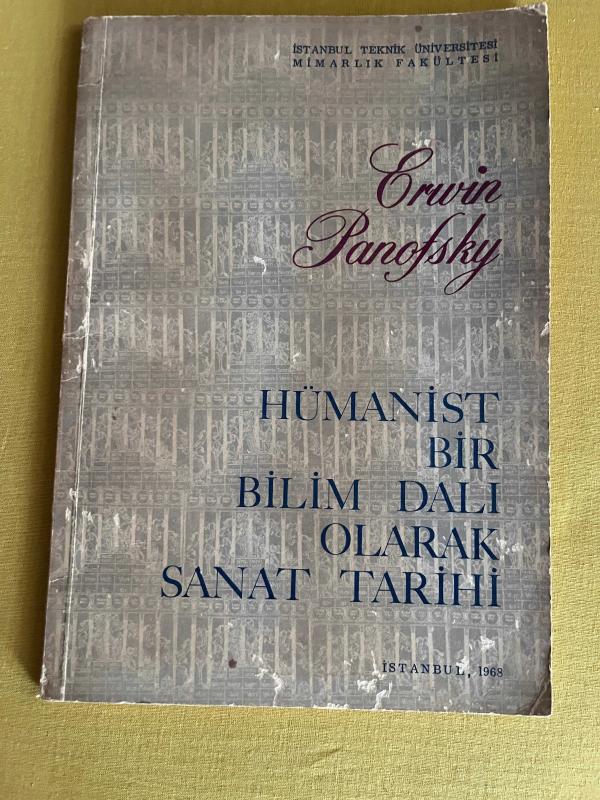 İSTANBUL TEKNİK ÜNİVERSİTESİ
MİMARLIK FAKÜLTESİ
Erwin
Panofsky
HÜMANİST
BİR
BİLİM DALI
OLARAK
SANAT TARİHİ
İSTANBUL, 1968